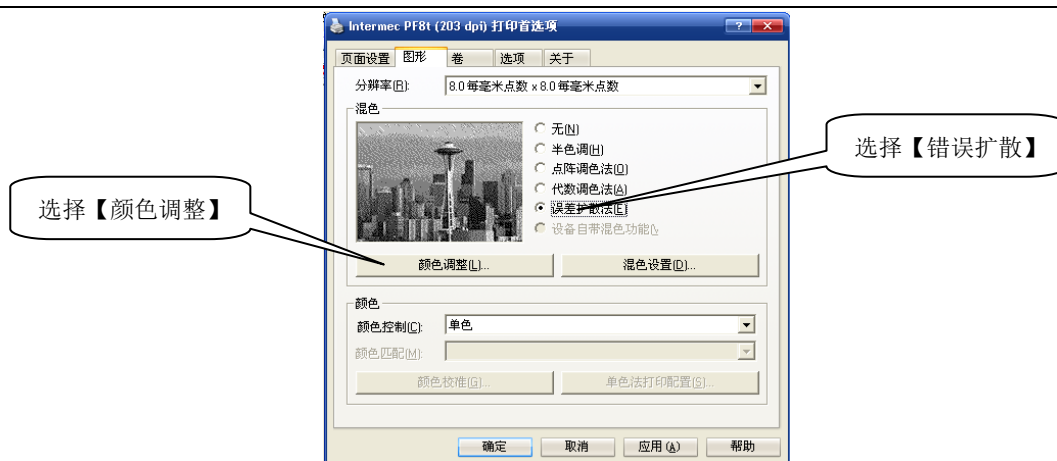 Intermec PF8t (203 dpi) 打印首选项
页面设置 图形 卷 选项 关于
分辨率(R): 8.0 每毫米点数 x 8.0 每毫米点数
混色
无(N)
半色调(H)
点阵调色法(O)
代数调色法(A)
误差扩散法(E)
设备自带混色功能(V
选择【错误扩散】
选择【颜色调整】
颜色调整(L)... 混色设置(D)...
颜色
颜色控制(C): 单色
颜色匹配(M):
颜色校准(G)... 单色法打印配置(S)...
确定 取消 应用(A) 帮助